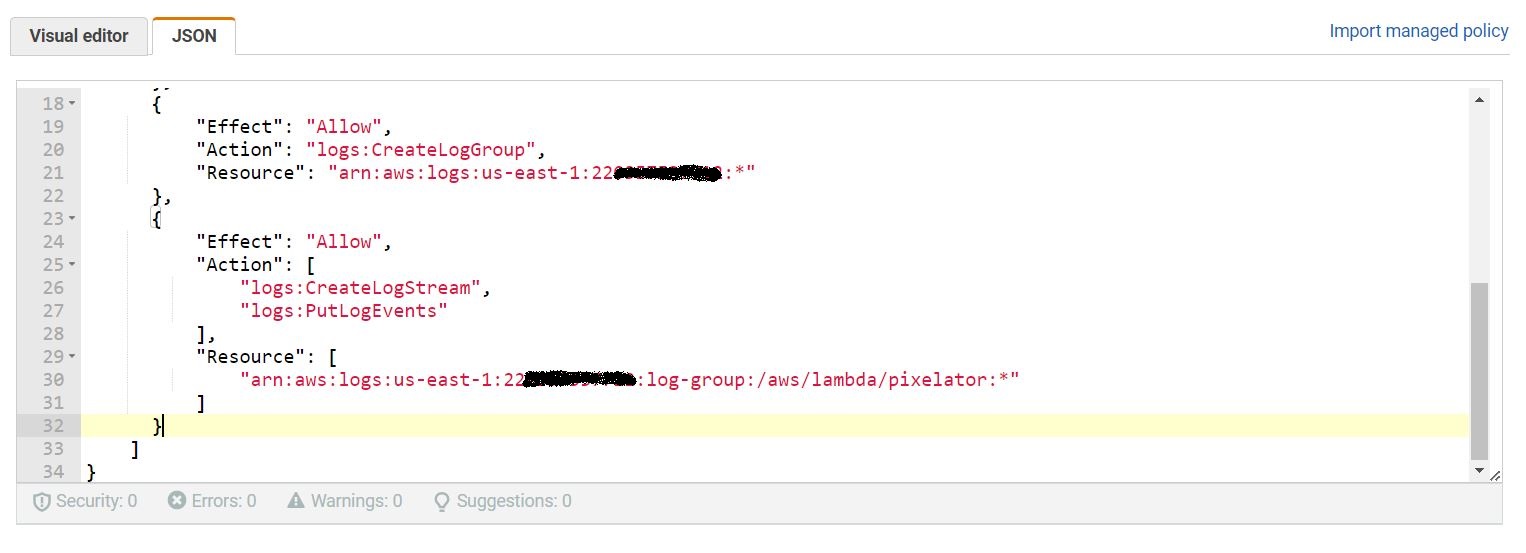 Visual editor
JSON
Import managed policy
18 {
19 "Effect": "Allow",
20 "Action": "logs:CreateLogGroup",
21 "Resource": "arn:aws:logs:us-east-1:22 :*"
22 },
23 {
24 "Effect": "Allow",
25 "Action": [
26 "logs:CreateLogStream",
27 "logs:PutLogEvents"
28 ],
29 "Resource": [
30 "arn:aws:logs:us-east-1:22 :log-group:/aws/lambda/pixelator:*"
31 ]
32 }
33 ]
34 }
Security: 0 Errors: 0 Warnings: 0 Suggestions: 0